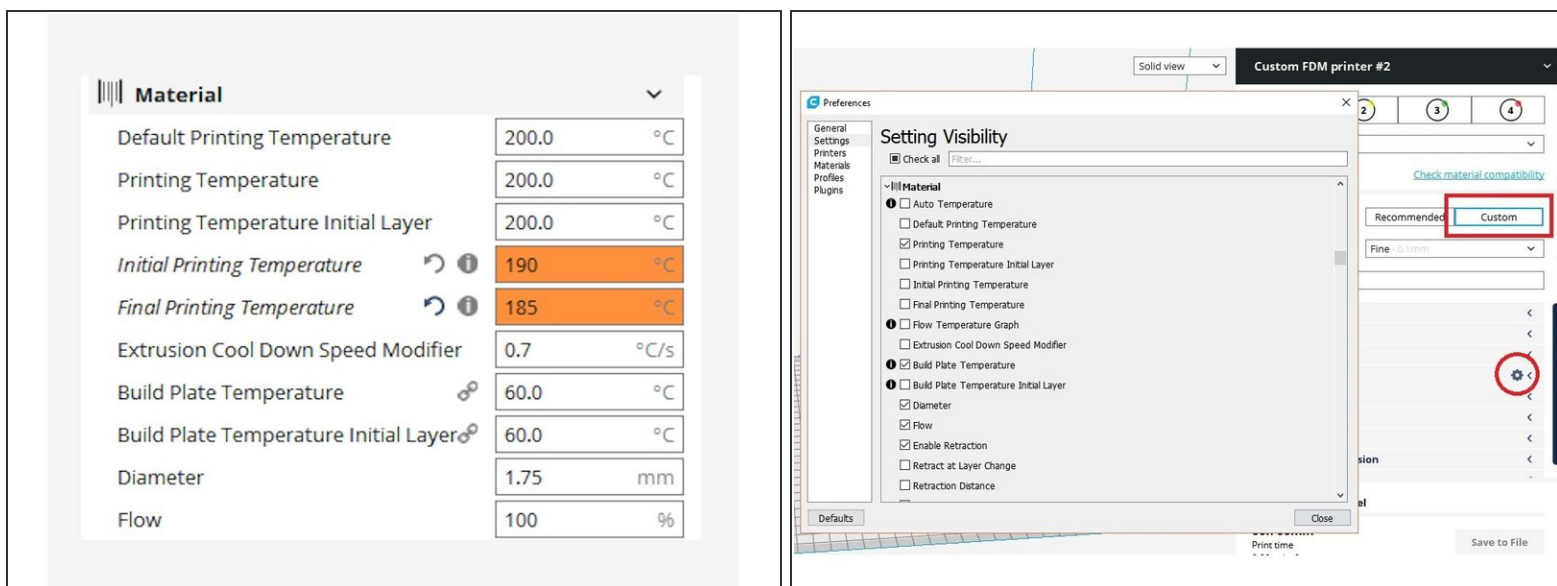 Material
Default Printing Temperature 200.0 °C
Printing Temperature 200.0 °C
Printing Temperature Initial Layer 200.0 °C
Initial Printing Temperature 190 °C
Final Printing Temperature 185 °C
Extrusion Cool Down Speed Modifier 0.7 °C/s
Build Plate Temperature 60.0 °C
Build Plate Temperature Initial Layer 60.0 °C
Diameter 1.75 mm
Flow 100 %
Solid view
Custom FDM printer #2
Preferences
2 3 4
General
Settings
Printers
Materials
Profiles
Plugins
Setting Visibility
Check all Filter...
Material
Auto Temperature
Default Printing Temperature
Printing Temperature
Printing Temperature Initial Layer
Initial Printing Temperature
Final Printing Temperature
Flow Temperature Graph
Extrusion Cool Down Speed Modifier
Build Plate Temperature
Build Plate Temperature Initial Layer
Diameter
Flow
Enable Retraction
Retract at Layer Change
Retraction Distance
Defaults Close
Check material compatibility
Recommended Custom
Fine - 0.1mm
Print time
Save to File